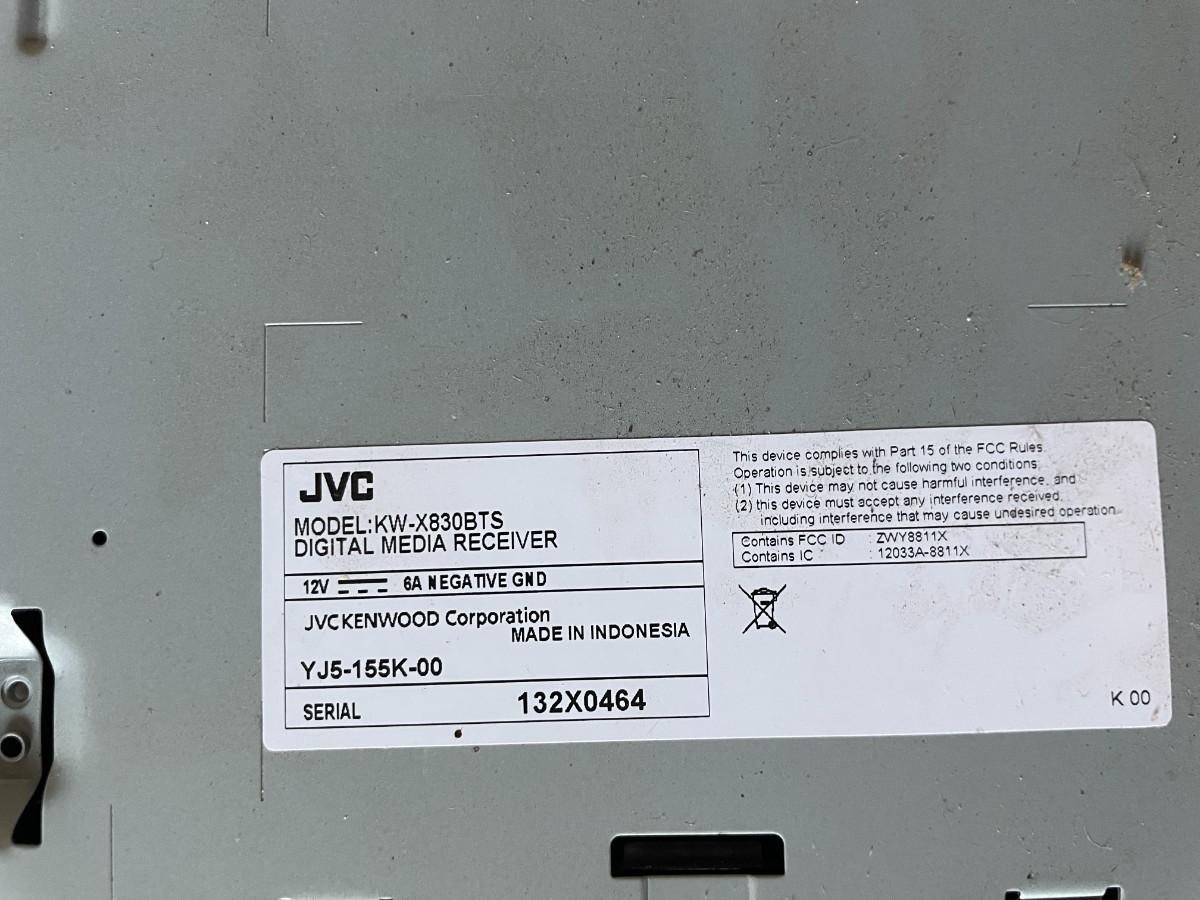 JVC
MODEL:KW-X830BTS
DIGITAL MEDIA RECEIVER
12V 6A NEGATIVE GND
JVCKENWOOD Corporation
MADE IN INDONESIA
YJ5-155K-00
SERIAL 132X0464
This device complies with Part 15 of the FCC Rules.
Operation is subject to the following two conditions;
(1) This device may not cause harmful interference, and
(2) this device must accept any interference received,
including interference that may cause undesired operation.
Contains FCC ID : ZWY8811X
Contains IC : 12033A-8811X
K 00